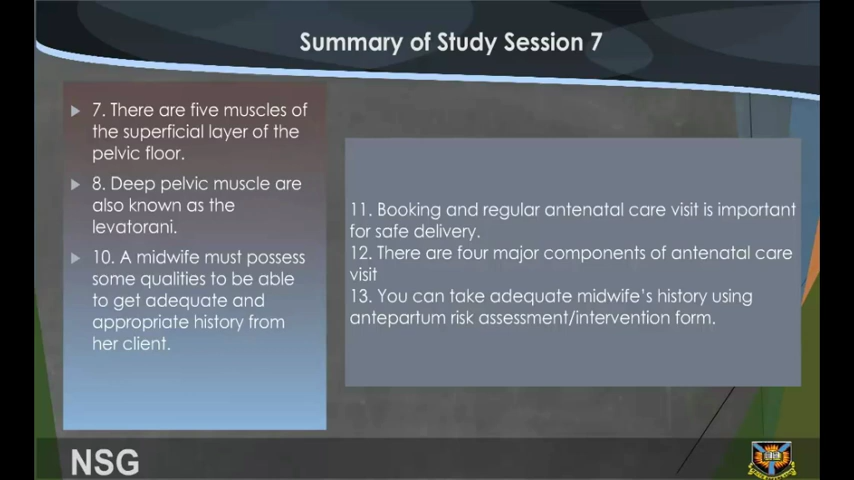 Summary of Study Session 7
7. There are five muscles of
the superficial layer of the
pelvic floor.
8. Deep pelvic muscle are
also known as the
levatorani.
10. A midwife must possess
some qualities to be able
to get adequate and
appropriate history from
her client.
11. Booking and regular antenatal care visit is important
for safe delivery.
12. There are four major components of antenatal care
visit
13. You can take adequate midwife's history using
antepartum risk assessment/intervention form.
NSG